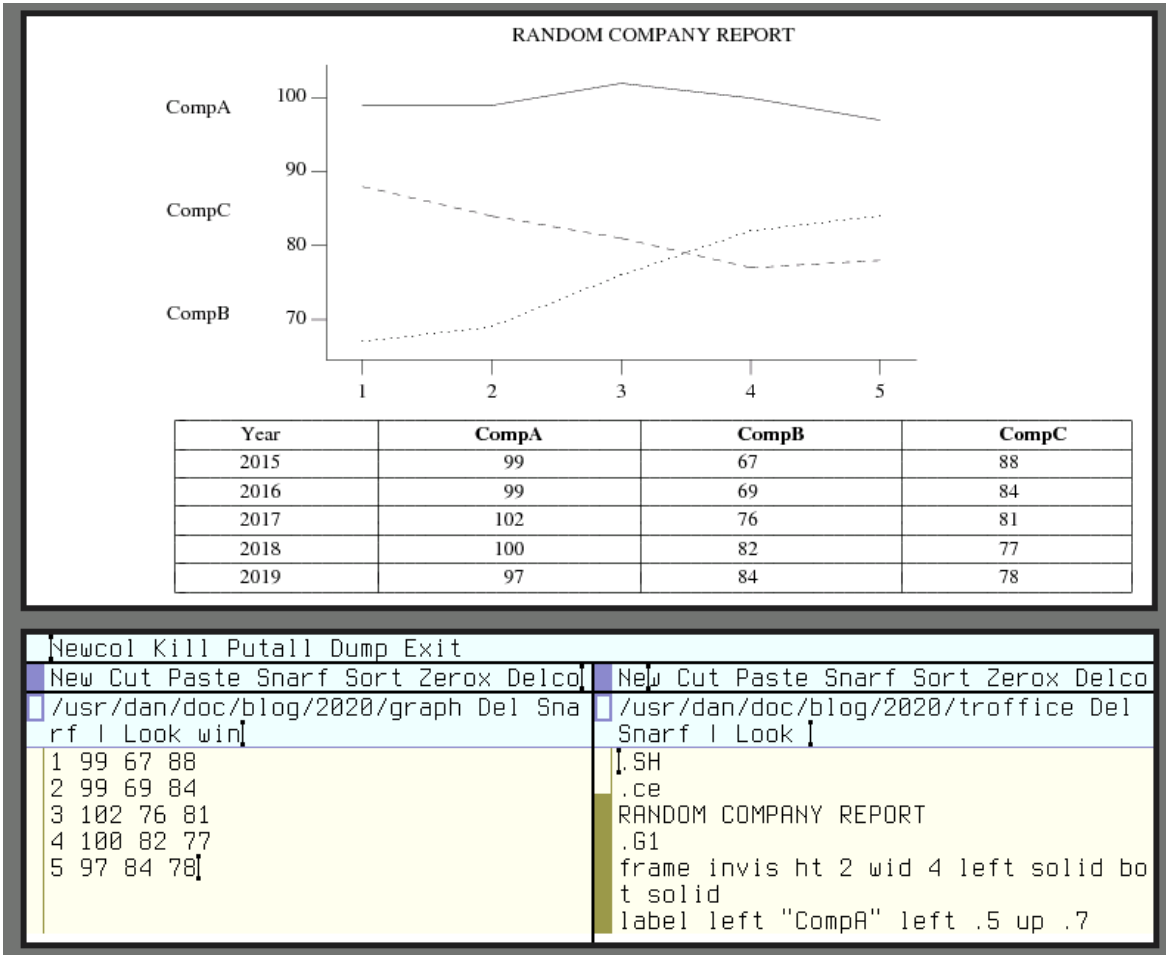 RANDOM COMPANY REPORT
100
CompA
90
CompC
80
CompB
70
1 2 3 4 5
Year CompA CompB CompC
2015 99 67 88
2016 99 69 84
2017 102 76 81
2018 100 82 77
2019 97 84 78
Newcol Kill Putall Dump Exit
New Cut Paste Snarf Sort Zerox Delcol
/usr/dan/doc/blog/2020/graph Del Sna
rf | Look win
1 99 67 88
2 99 69 84
3 102 76 81
4 100 82 77
5 97 84 78
New Cut Paste Snarf Sort Zerox Delco
/usr/dan/doc/blog/2020/troffice Del
Snarf | Look
.SH
.ce
RANDOM COMPANY REPORT
.G1
frame invis ht 2 wid 4 left solid bo
t solid
label left "CompA" left .5 up .7